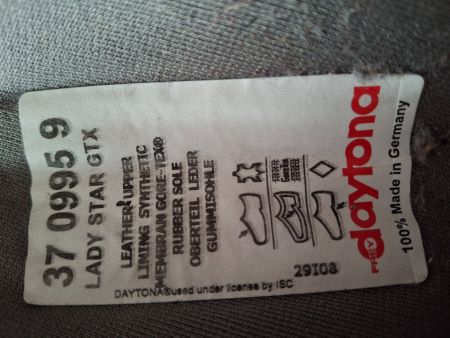 37 0995 9
LADY STAR GTX
LEATHER UPPER
LINING SYNTHETIC
MEMBRAN GORE-TEX®
RUBBER SOLE
OBERTEIL LEDER
GUMMISOHLE
29I08
FREY
daytona
100% Made in Germany
DAYTONA®used under license by ISC